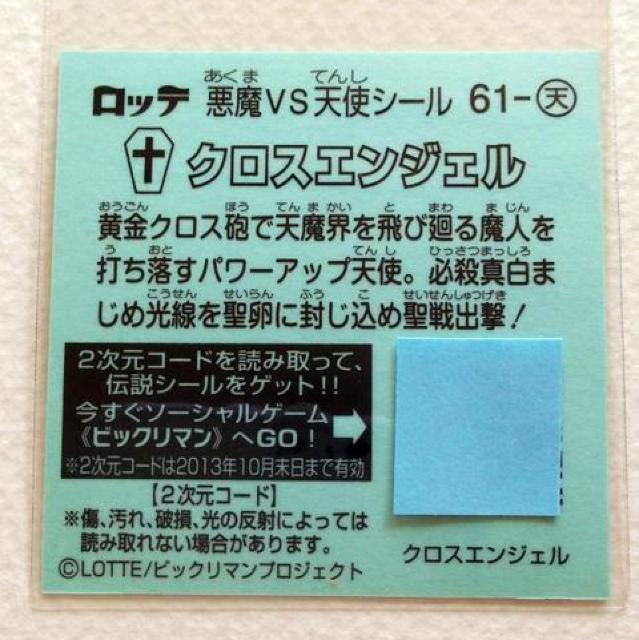 ロッテ 悪魔VS天使シール 61-天
あくま てんし
クロスエンジェル
おうごん ほう てんまかい と まわ まじん
黄金クロス砲で天魔界を飛び廻る魔人を
う お てんし ひっさつまっしろ
打ち落すパワーアップ天使。必殺真白ま
こうせん せいらん ふう こ せいせんしゅつげき
じめ光線を聖卵に封じ込め聖戦出撃!
2次元コードを読み取って、
伝説シールをゲット!!
今すぐソーシャルゲーム
《ビックリマン》へGO!
※2次元コードは2013年10月末日まで有効
【2次元コード】
※傷、汚れ、破損、光の反射によっては
読み取れない場合があります。
クロスエンジェル
©LOTTE/ビックリマンプロジェクト